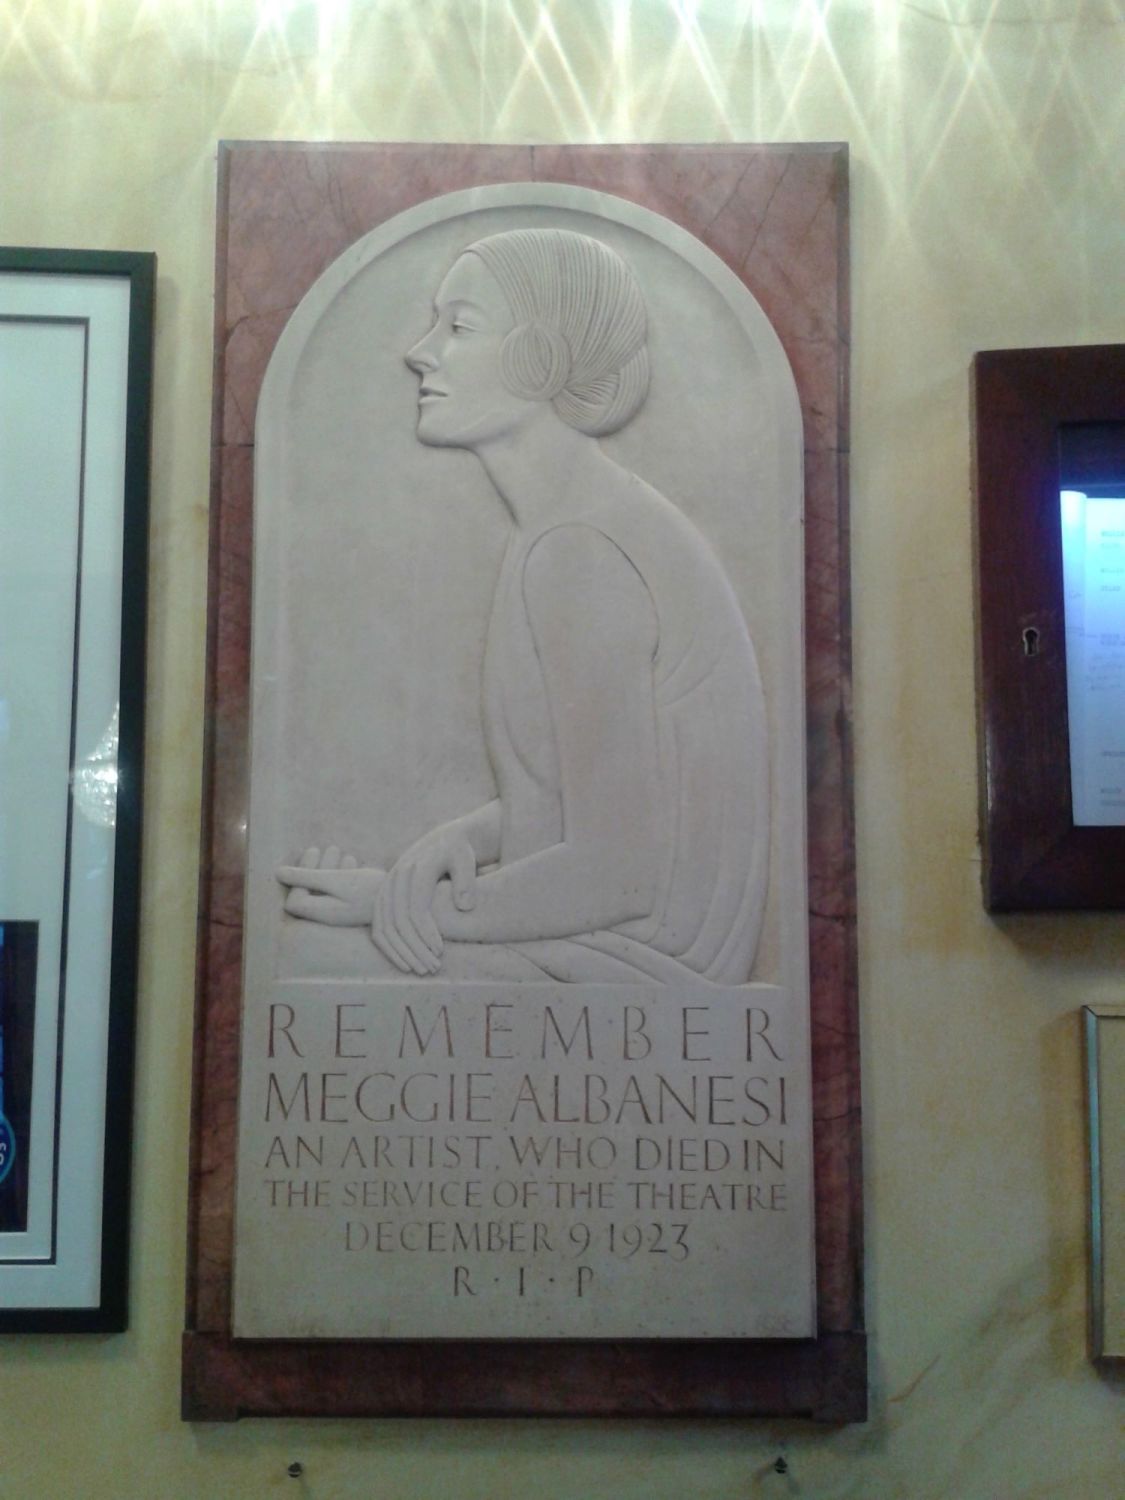 REMEMBER
MEGGIE ALBANESI
AN ARTIST, WHO DIED IN
THE SERVICE OF THE THEATRE
DECEMBER 9 1923
R · I · P